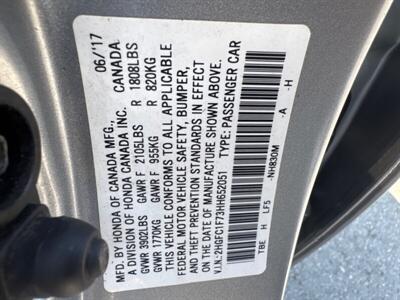 MFD. BY HONDA OF CANADA MFG., 06/'17
A DIVISION OF HONDA CANADA INC. CANADA
GVWR 3902LBS GAWR F 2105LBS R 1808LBS
GVWR 1770KG GAWR F 955KG R 820KG
THIS VEHICLE CONFORMS TO ALL APPLICABLE
FEDERAL MOTOR VEHICLE SAFETY, BUMPER,
AND THEFT PREVENTION STANDARDS IN EFFECT
ON THE DATE OF MANUFACTURE SHOWN ABOVE.
V.I.N.: 2HGFC1F73HH652051 TYPE: PASSENGER CAR
TBE H LF5 -NH830M -A -H